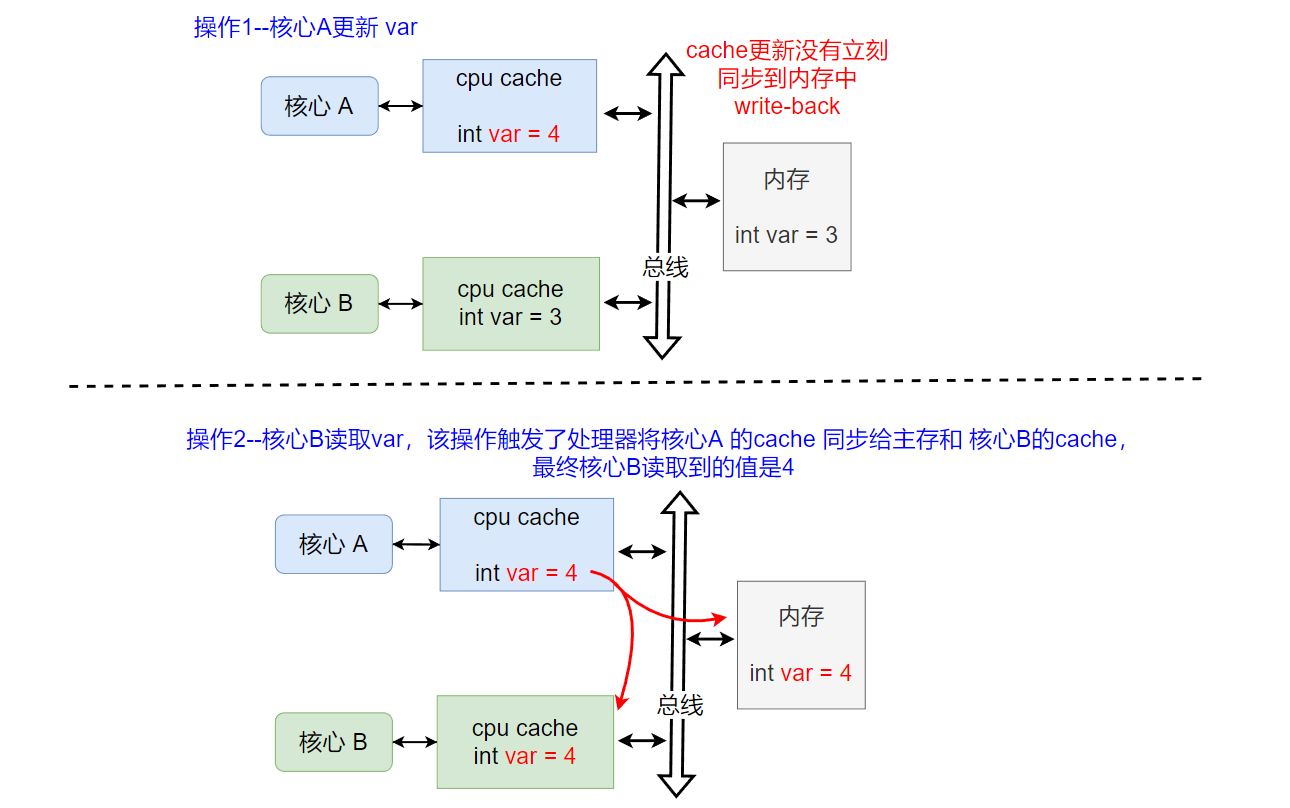 操作1--核心A更新 var
cache更新没有立刻
同步到内存中
write-back
核心 A
cpu cache
int var = 4
内存
int var = 3
总线
核心 B
cpu cache
int var = 3
操作2--核心B读取var，该操作触发了处理器将核心A 的cache 同步给主存和 核心B的cache，
最终核心B读取到的值是4
核心 A
cpu cache
int var = 4
内存
int var = 4
总线
核心 B
cpu cache
int var = 4